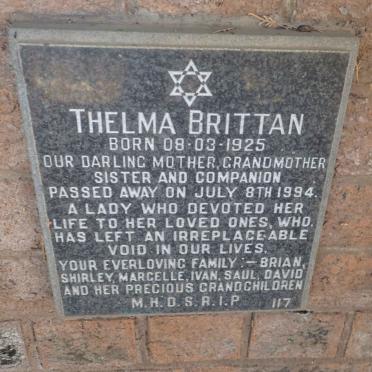 THELMA BRITTAN
BORN 08-03-1925
OUR DARLING MOTHER, GRANDMOTHER
SISTER AND COMPANION
PASSED AWAY ON JULY 8TH 1994.
A LADY WHO DEVOTED HER
LIFE TO HER LOVED ONES, WHO
HAS LEFT AN IRREPLACEABLE
VOID IN OUR LIVES.
YOUR EVERLOVING FAMILY :- BRIAN,
SHIRLEY, MARCELLE, IVAN, SAUL, DAVID
AND HER PRECIOUS GRANDCHILDREN
M.H.D.S.R.I.P 117